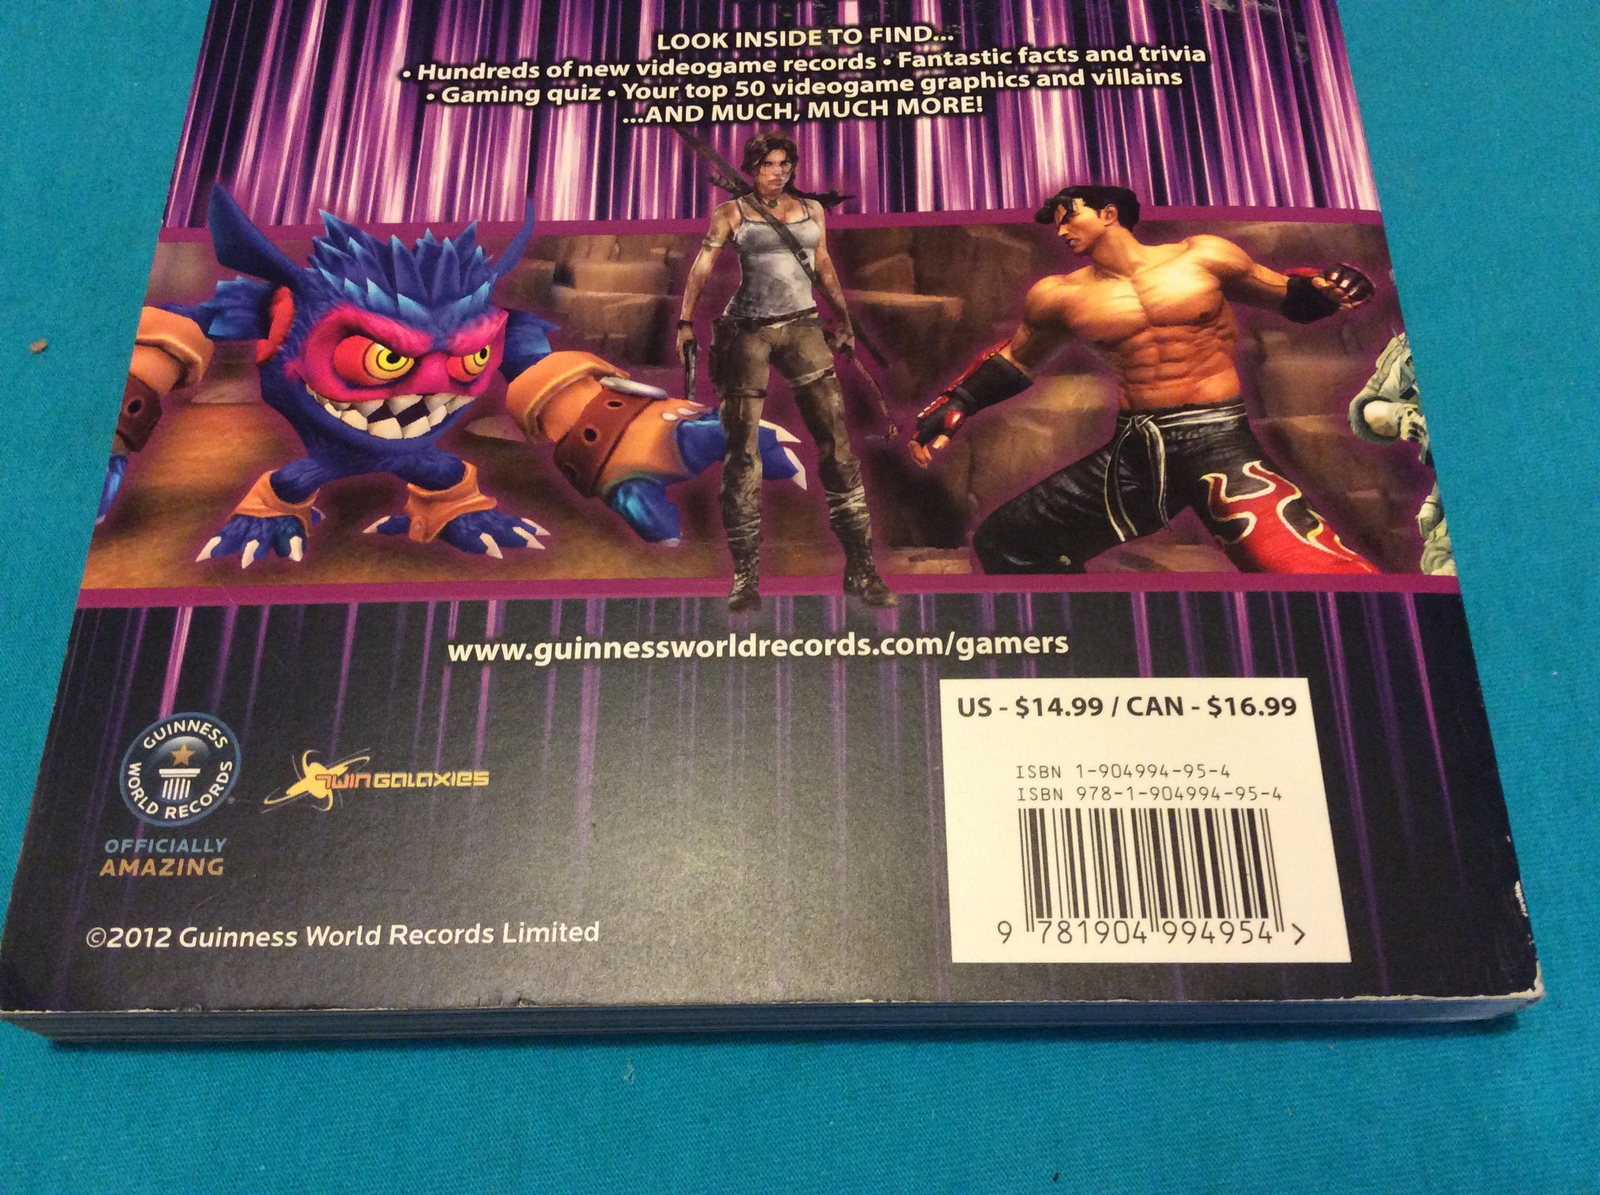 LOOK INSIDE TO FIND...
• Hundreds of new videogame records • Fantastic facts and trivia
• Gaming quiz • Your top 50 videogame graphics and villains
...AND MUCH, MUCH MORE!
www.guinnessworldrecords.com/gamers
US - $14.99 / CAN - $16.99
ISBN 1-904994-95-4
ISBN 978-1-904994-95-4
9 781904 994954 >
GUINNESS
WORLD RECORDS
®
TWIN GALAXIES
OFFICIALLY
AMAZING
©2012 Guinness World Records Limited